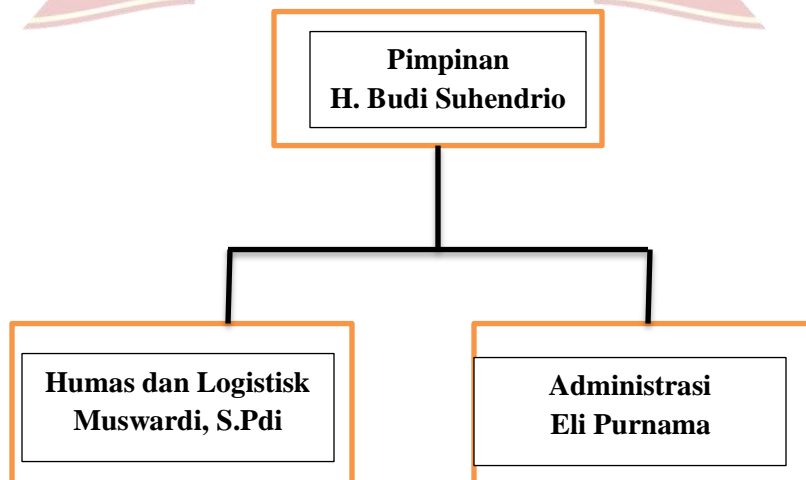 Pimpinan
H. Budi Suhendrio
Humas dan Logistisk
Muswardi, S.Pdi
Administrasi
Eli Purnama